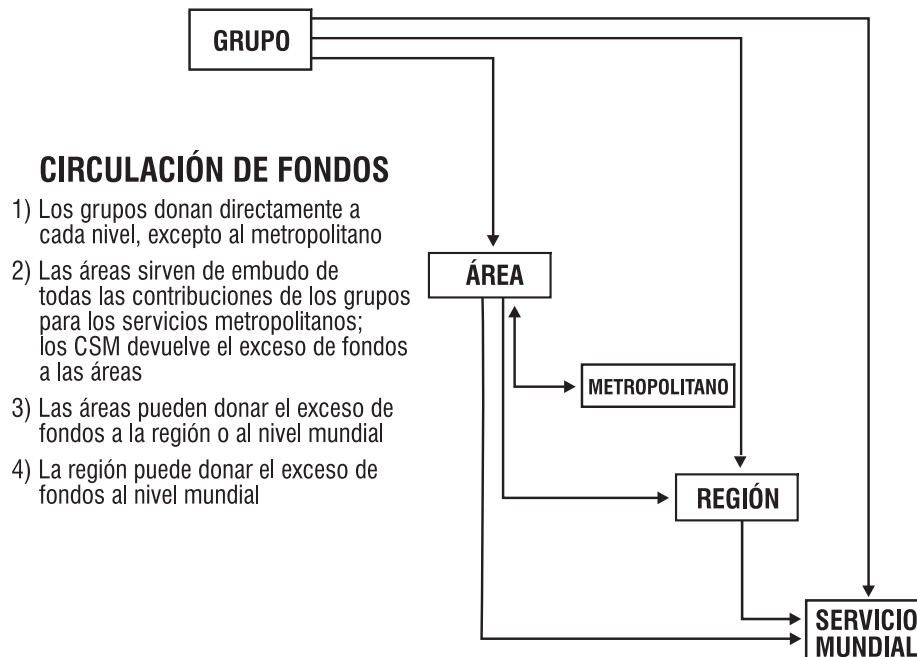 GRUPO
CIRCULACIÓN DE FONDOS
1) Los grupos donan directamente a
cada nivel, excepto al metropolitano
2) Las áreas sirven de embudo de
todas las contribuciones de los grupos
para los servicios metropolitanos;
los CSM devuelve el exceso de fondos
a las áreas
3) Las áreas pueden donar el exceso de
fondos a la región o al nivel mundial
4) La región puede donar el exceso de
fondos al nivel mundial
ÁREA
METROPOLITANO
REGIÓN
SERVICIO
MUNDIAL